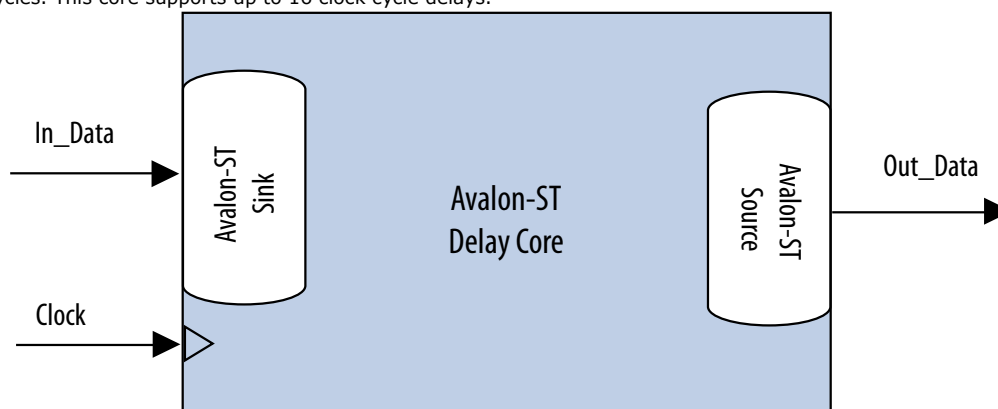 cycles. This core supports up to 16 clock cycle delays.
In_Data
Avalon-ST
Sink
Avalon-ST
Delay Core
Avalon-ST
Source
Out_Data
Clock